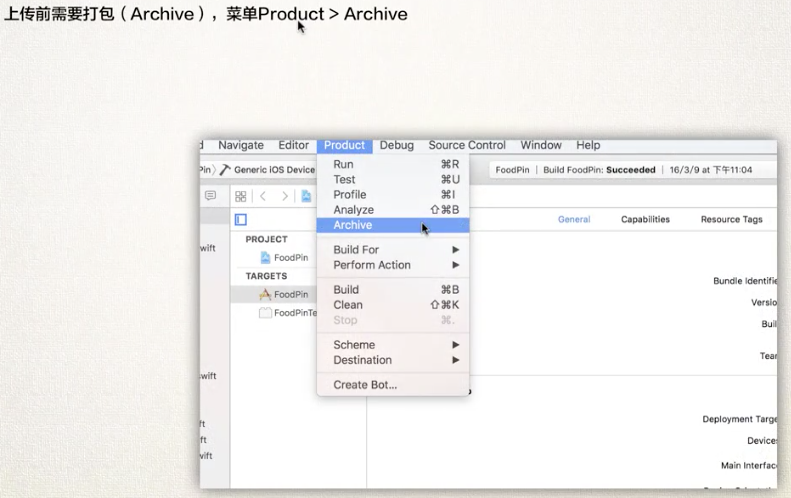 上传前需要打包（Archive），菜单Product > Archive
Navigate Editor Product Debug Source Control Window Help
Pin) Generic iOS Device
FoodPin | Build FoodPin: Succeeded | 16/3/9 at 下午11:04
Run ⌘R
Test ⌘U
Profile ⌘I
Analyze ⇧⌘B
Archive
Build For
Perform Action
Build ⌘B
Clean ⇧⌘K
Stop ⌘.
Scheme
Destination
Create Bot...
General Capabilities Resource Tags
PROJECT
FoodPin
TARGETS
FoodPin
FoodPinTe
wift
swift
ft
ft
wift
Bundle Identifie
Versio
Buil
Tear
Deployment Targe
Device
Main Interfac